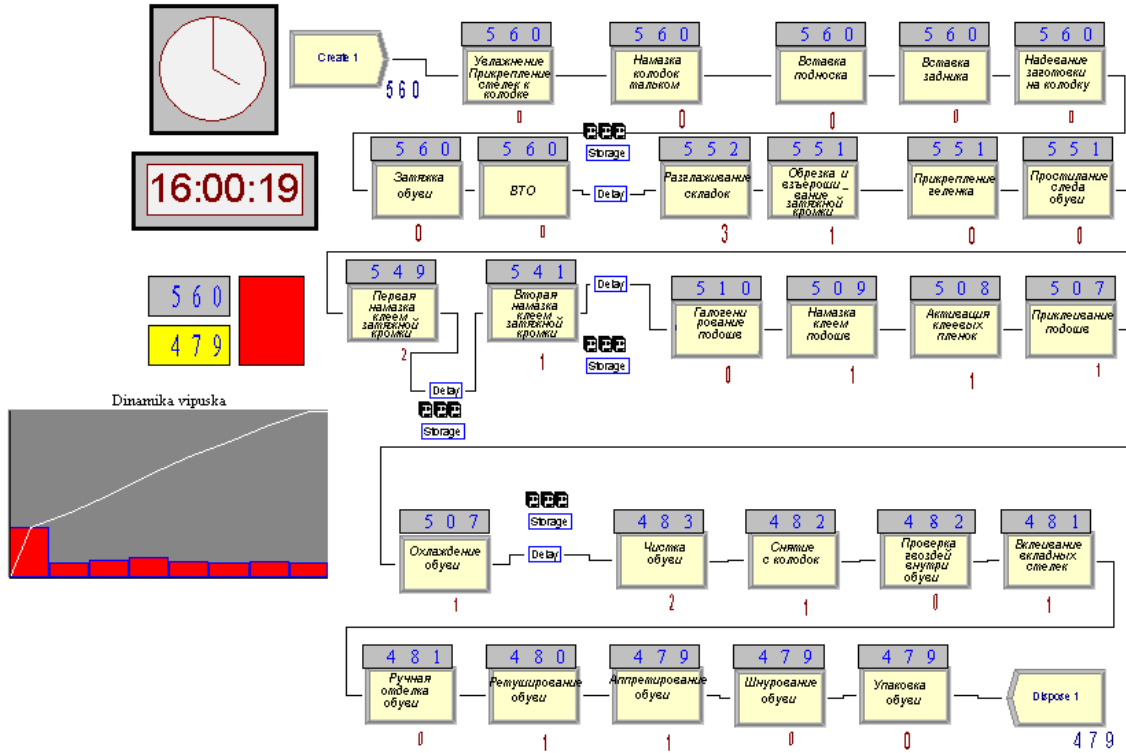 Create 1
560
560
Увлажнение
Прикрепление
стелек к
колодке
0
560
Намазка
колодок
тальком
0
560
Вставка
подноска
0
560
Вставка
задника
0
560
Надевание
заготовки
на колодку
0
16:00:19
560
Затяжка
обуви
0
560
ВТО
0
Storage
Delay
552
Разглаживание
складок
3
551
Обрезка и
взъероши_
вание
затяжной
кромки
1
551
Прикрепление
геленка
0
551
Простилание
следа
обуви
0
560
479
549
Первая
намазка
клеем
затяжной
кромки
2
Delay
Storage
541
Вторая
намазка
клеем
затяжной
кромки
1
Delay
Storage
510
Галогени
рование
подошв
0
509
Намазка
клеем
подошв
1
508
Активация
клеевых
пленок
1
507
Приклеивание
подошв
1
Dinamika vipuska
507
Охлаждение
обуви
1
Storage
Delay
483
Чистка
обуви
2
482
Снятие
с колодок
1
482
Проверка
гвоздей
внутри
обуви
0
481
Вклеивание
вкладных
стелек
1
481
Ручная
отделка
обуви
0
480
Ретуширование
обуви
1
479
Аппретирование
обуви
1
479
Шнурование
обуви
0
479
Упаковка
обуви
0
Dispose 1
479